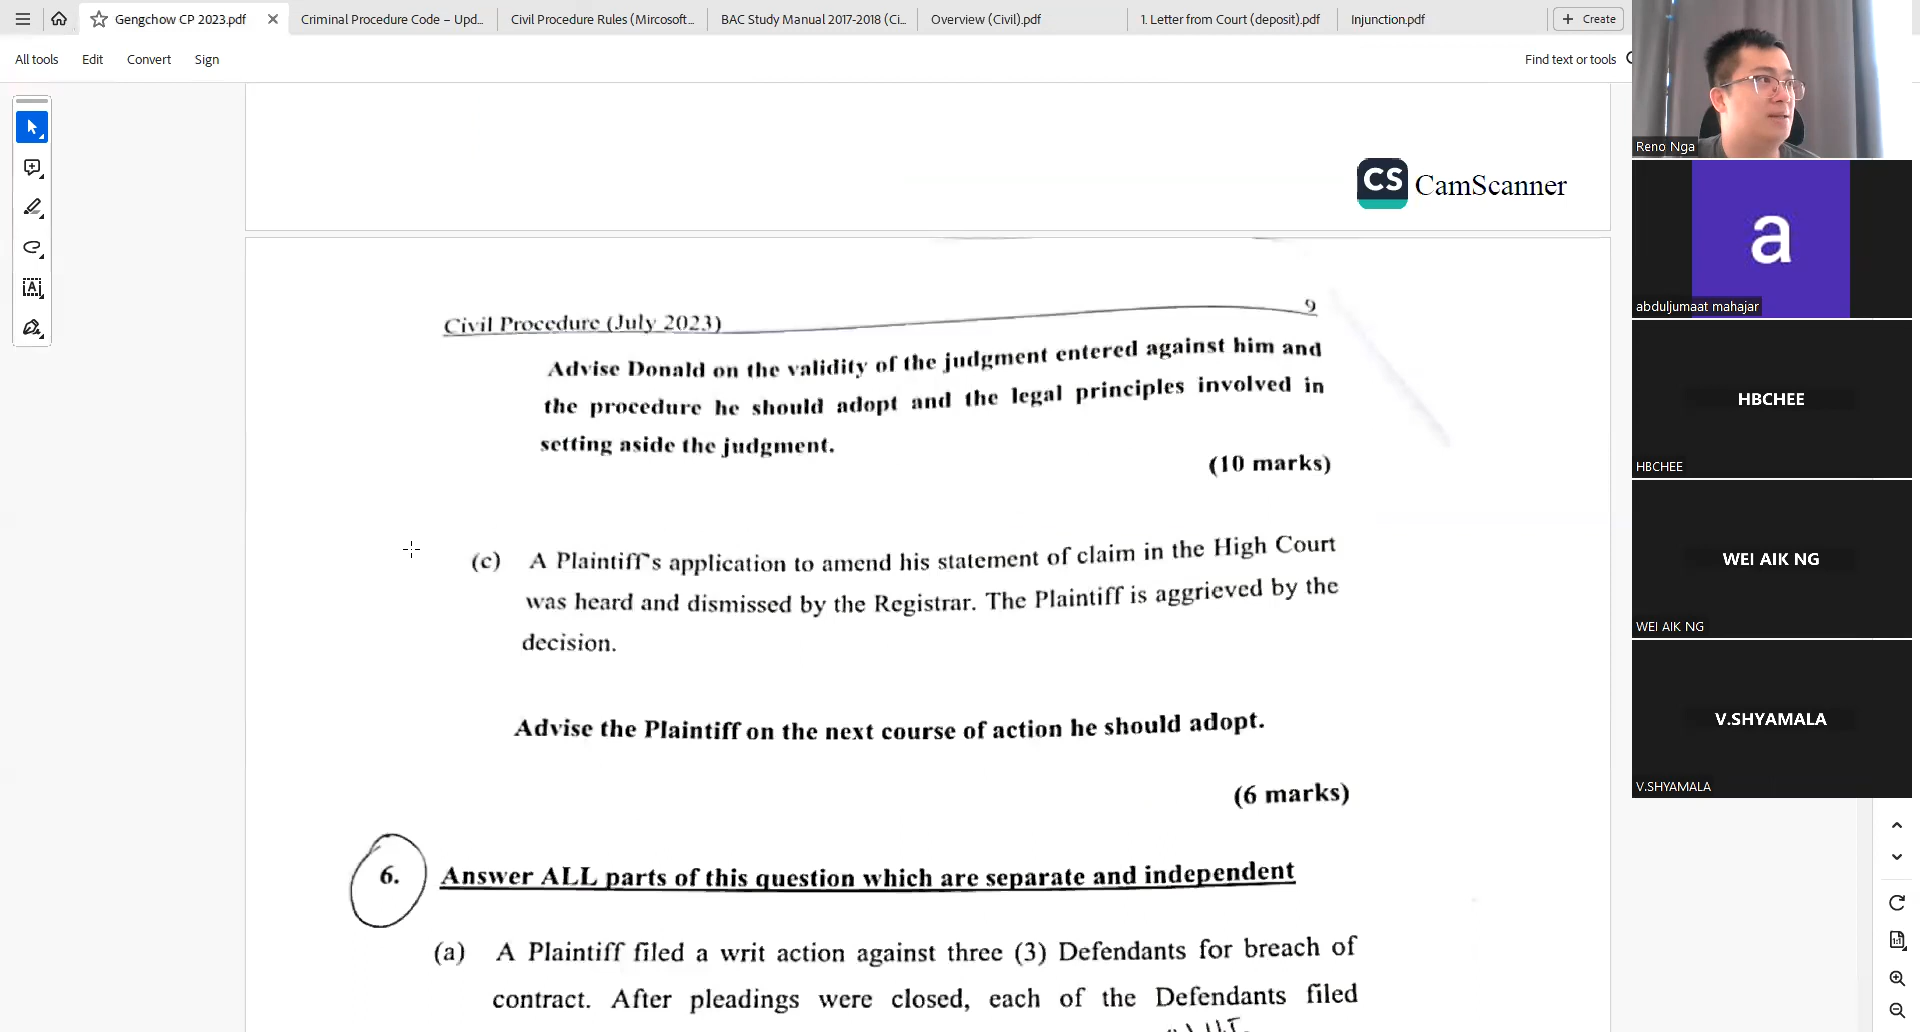 Gengchow CP 2023.pdf
Criminal Procedure Code – Upd...
Civil Procedure Rules (Mircosoft...
BAC Study Manual 2017-2018 (Ci...
Overview (Civil).pdf
1. Letter from Court (deposit).pdf
Injunction.pdf
+ Create
All tools Edit Convert Sign
Find text or tools
Reno Nga
CS CamScanner
a
abduljumaat mahajar
Civil Procedure (July 2023) 9
Advise Donald on the validity of the judgment entered against him and
the procedure he should adopt and the legal principles involved in
setting aside the judgment.
(10 marks)
HBCHEE
HBCHEE
(c) A Plaintiff's application to amend his statement of claim in the High Court
was heard and dismissed by the Registrar. The Plaintiff is aggrieved by the
decision.
WEI AIK NG
WEI AIK NG
Advise the Plaintiff on the next course of action he should adopt.
(6 marks)
V.SHYAMALA
V.SHYAMALA
6. Answer ALL parts of this question which are separate and independent
(a) A Plaintiff filed a writ action against three (3) Defendants for breach of
contract. After pleadings were closed, each of the Defendants filed